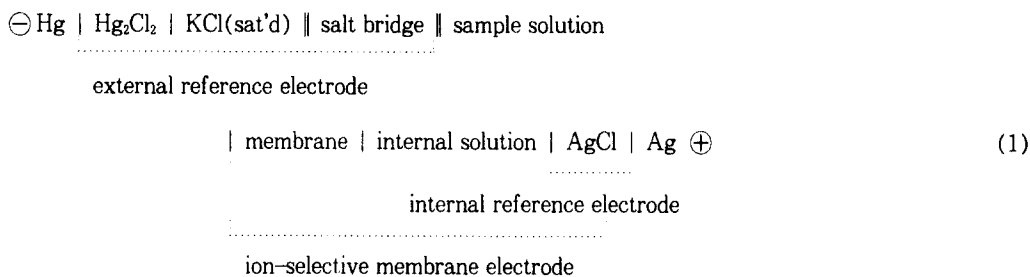 ⊖ Hg | Hg₂Cl₂ | KCl(sat'd) ‖ salt bridge ‖ sample solution
external reference electrode
| membrane | internal solution | AgCl | Ag ⊕ (1)
internal reference electrode
ion-selective membrane electrode